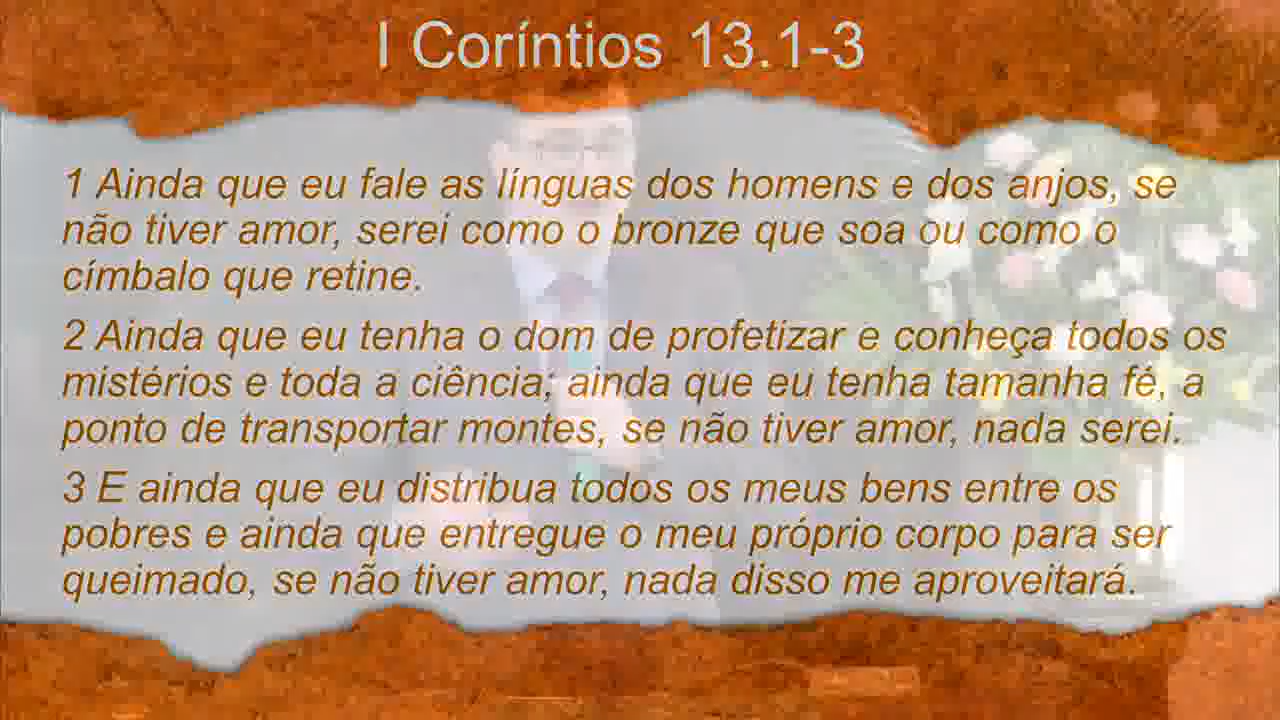 I Coríntios 13.1-3
1 Ainda que eu fale as línguas dos homens e dos anjos, se
não tiver amor, serei como o bronze que soa ou como o
címbalo que retine.
2 Ainda que eu tenha o dom de profetizar e conheça todos os
mistérios e toda a ciência; ainda que eu tenha tamanha fé, a
ponto de transportar montes, se não tiver amor, nada serei.
3 E ainda que eu distribua todos os meus bens entre os
pobres e ainda que entregue o meu próprio corpo para ser
queimado, se não tiver amor, nada disso me aproveitará.